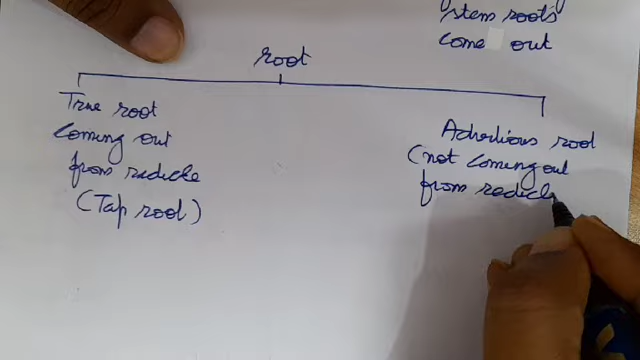 stem roots
come out
root
True root
coming out
from radicle
(Tap root)
Adventious root
(not coming out
from radicle